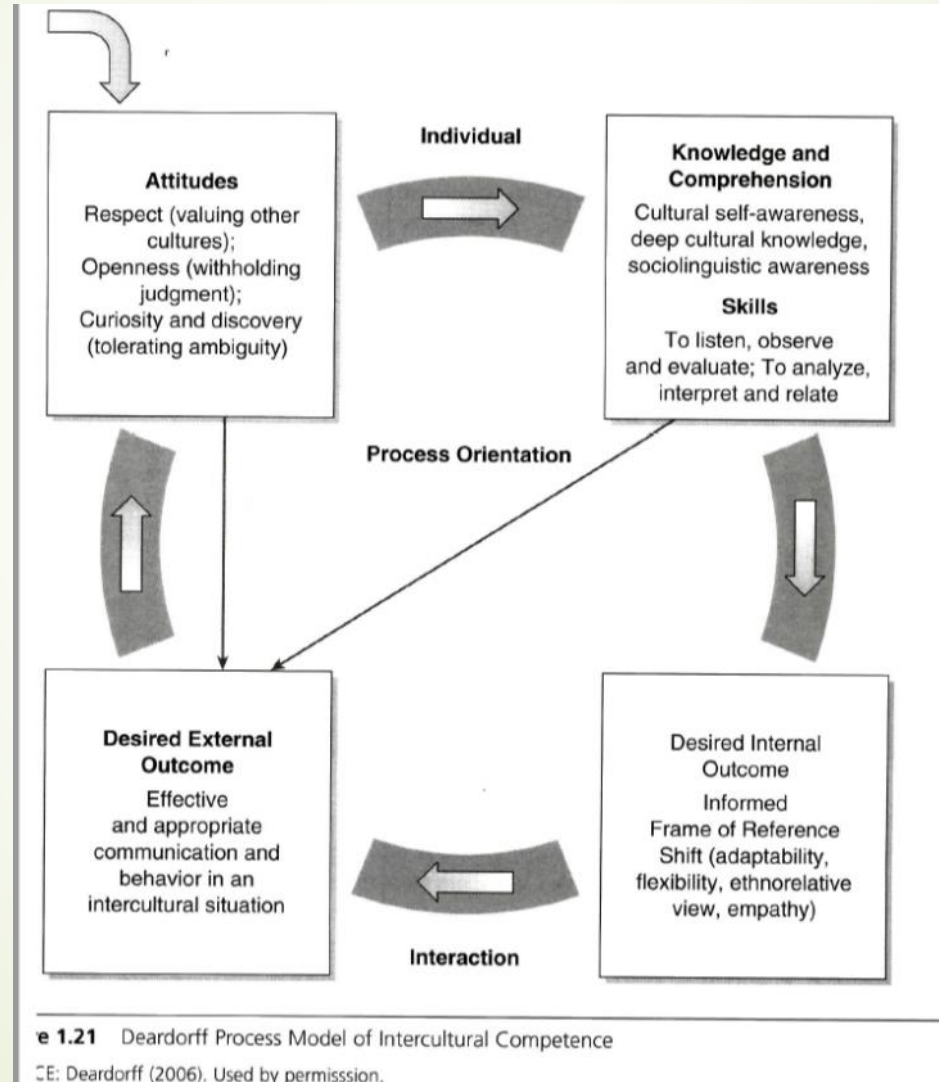 Individual
Attitudes
Respect (valuing other
cultures);
Openness (withholding
judgment);
Curiosity and discovery
(tolerating ambiguity)
Knowledge and
Comprehension
Cultural self-awareness,
deep cultural knowledge,
sociolinguistic awareness
Skills
To listen, observe
and evaluate; To analyze,
interpret and relate
Process Orientation
Desired External
Outcome
Effective
and appropriate
communication and
behavior in an
intercultural situation
Desired Internal
Outcome
Informed
Frame of Reference
Shift (adaptability,
flexibility, ethnorelative
view, empathy)
Interaction
e 1.21 Deardorff Process Model of Intercultural Competence
CE: Deardorff (2006). Used by permisssion.